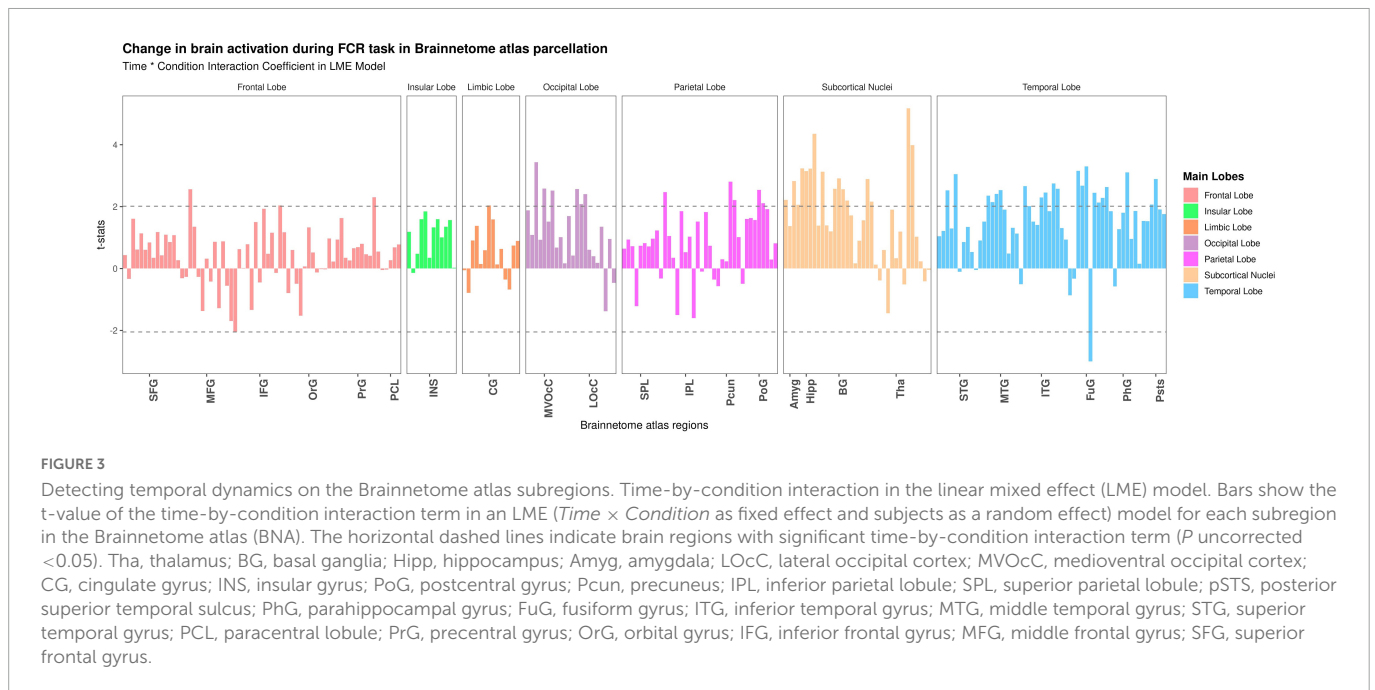 Change in brain activation during FCR task in Brainnetome atlas parcellation
Time * Condition Interaction Coefficient in LME Model
Frontal Lobe
Insular Lobe
Limbic Lobe
Occipital Lobe
Parietal Lobe
Subcortical Nuclei
Temporal Lobe
4
2
0
-2
t-stats
SFG
MFG
IFG
OrG
PrG
PCL
INS
CG
MVOcC
LOcC
SPL
IPL
Pcun
PoG
Amyg
Hipp
BG
Tha
STG
MTG
ITG
FuG
PhG
Psts
Brainnetome atlas regions
Main Lobes
Frontal Lobe
Insular Lobe
Limbic Lobe
Occipital Lobe
Parietal Lobe
Subcortical Nuclei
Temporal Lobe
FIGURE 3
Detecting temporal dynamics on the Brainnetome atlas subregions. Time-by-condition interaction in the linear mixed effect (LME) model. Bars show the
t-value of the time-by-condition interaction term in an LME (Time × Condition as fixed effect and subjects as a random effect) model for each subregion
in the Brainnetome atlas (BNA). The horizontal dashed lines indicate brain regions with significant time-by-condition interaction term (P uncorrected
<0.05). Tha, thalamus; BG, basal ganglia; Hipp, hippocampus; Amyg, amygdala; LOcC, lateral occipital cortex; MVOcC, medioventral occipital cortex;
CG, cingulate gyrus; INS, insular gyrus; PoG, postcentral gyrus; Pcun, precuneus; IPL, inferior parietal lobule; SPL, superior parietal lobule; pSTS, posterior
superior temporal sulcus; PhG, parahippocampal gyrus; FuG, fusiform gyrus; ITG, inferior temporal gyrus; MTG, middle temporal gyrus; STG, superior
temporal gyrus; PCL, paracentral lobule; PrG, precentral gyrus; OrG, orbital gyrus; IFG, inferior frontal gyrus; MFG, middle frontal gyrus; SFG, superior
frontal gyrus.